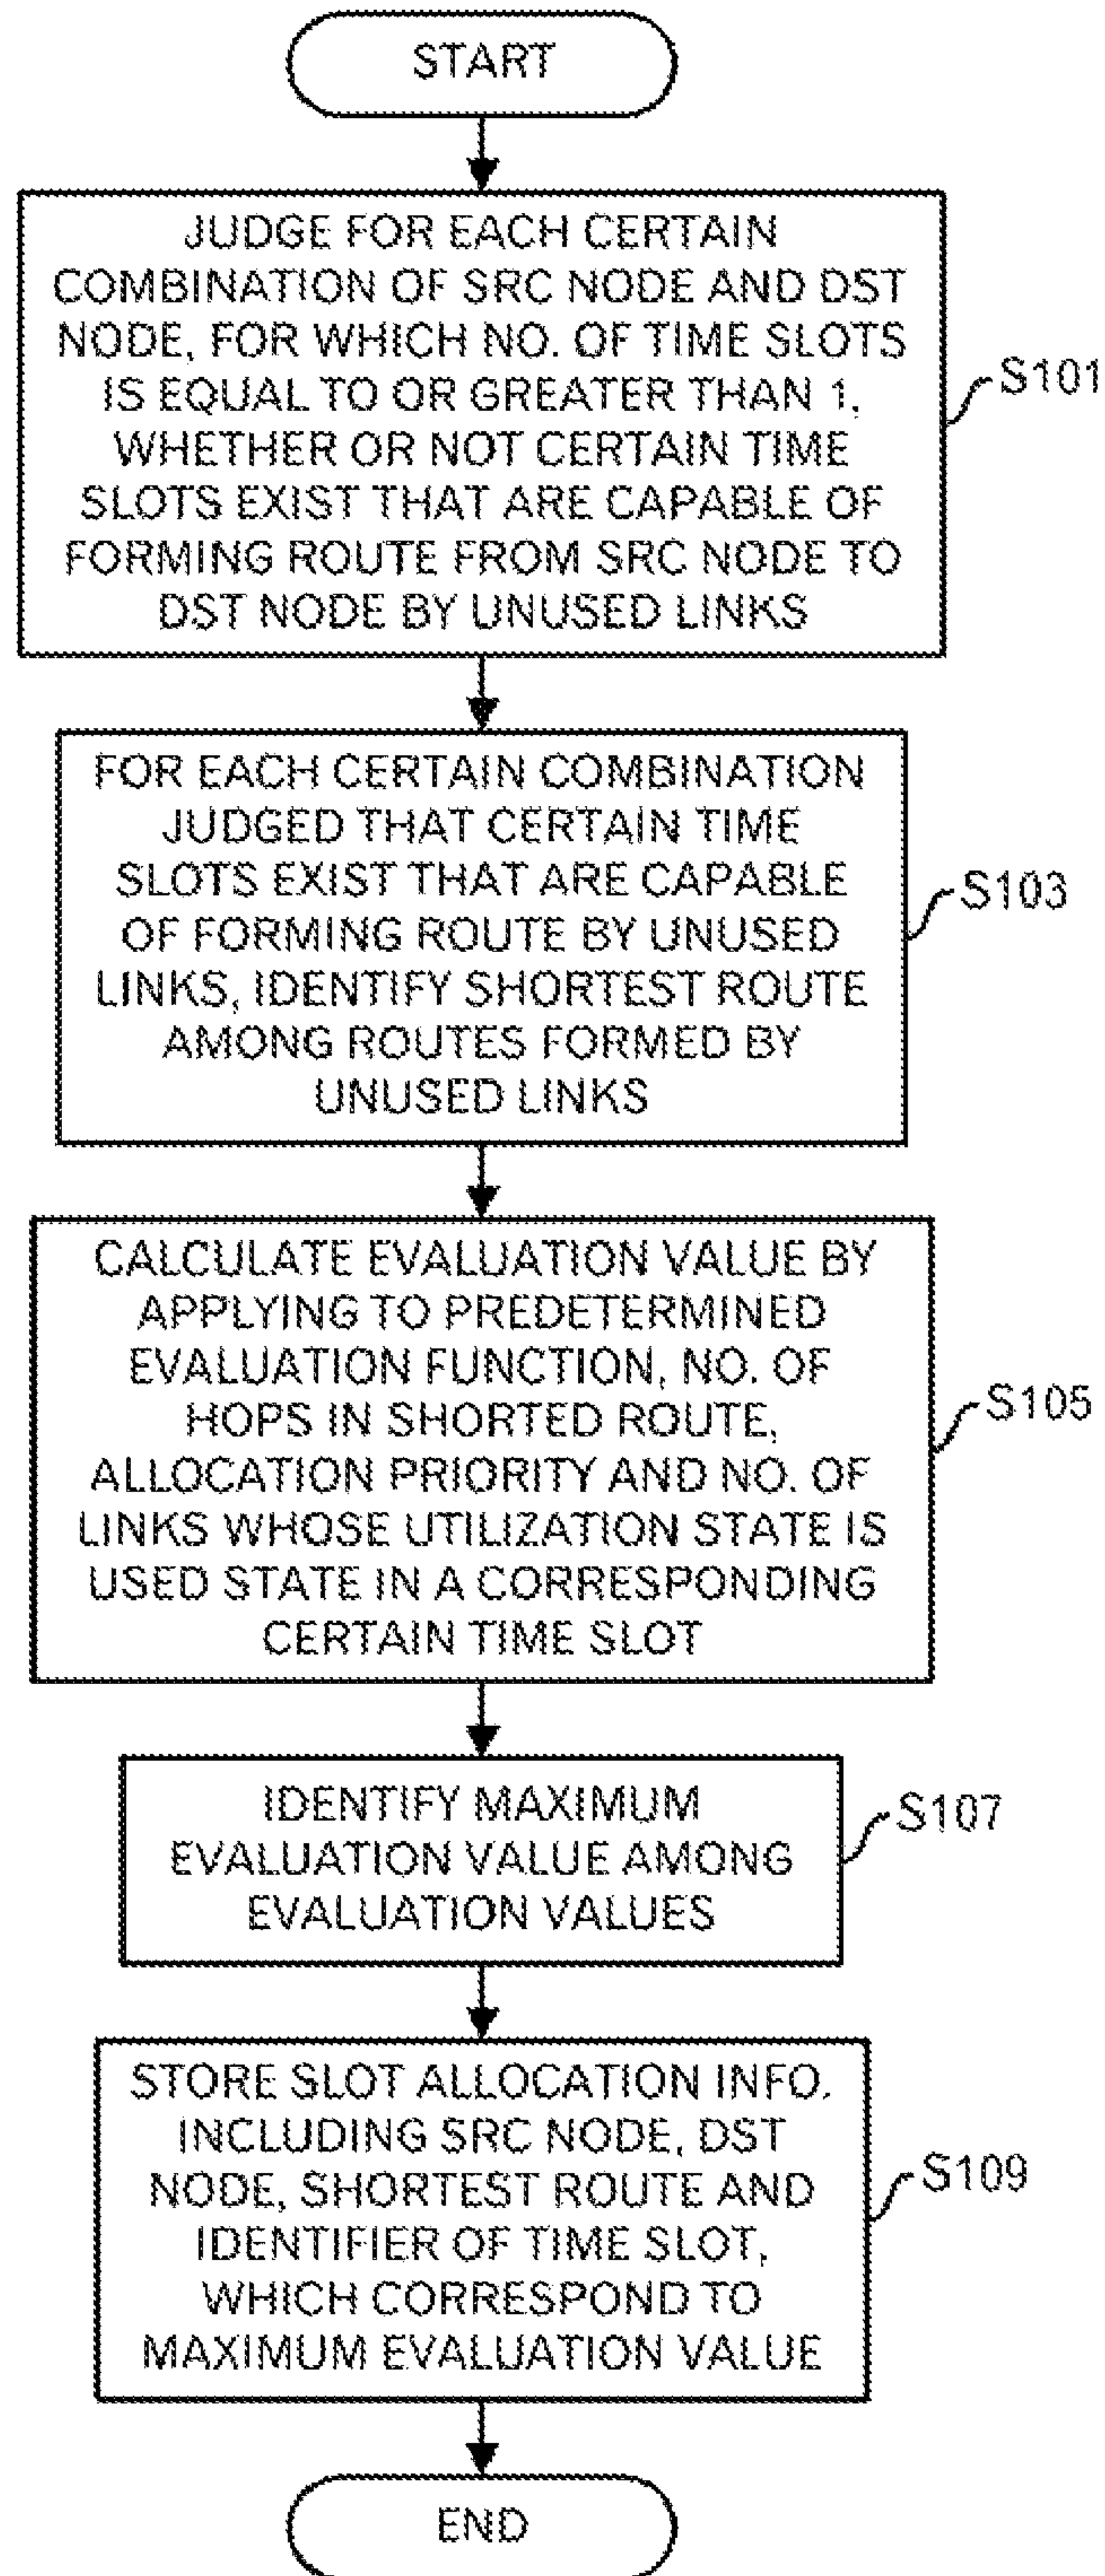 START
JUDGE FOR EACH CERTAIN
COMBINATION OF SRC NODE AND DST
NODE, FOR WHICH NO. OF TIME SLOTS
IS EQUAL TO OR GREATER THAN 1,
WHETHER OR NOT CERTAIN TIME
SLOTS EXIST THAT ARE CAPABLE OF
FORMING ROUTE FROM SRC NODE TO
DST NODE BY UNUSED LINKS
S101
FOR EACH CERTAIN COMBINATION
JUDGED THAT CERTAIN TIME
SLOTS EXIST THAT ARE CAPABLE
OF FORMING ROUTE BY UNUSED
LINKS, IDENTIFY SHORTEST ROUTE
AMONG ROUTES FORMED BY
UNUSED LINKS
S103
CALCULATE EVALUATION VALUE BY
APPLYING TO PREDETERMINED
EVALUATION FUNCTION, NO. OF
HOPS IN SHORTED ROUTE,
ALLOCATION PRIORITY AND NO. OF
LINKS WHOSE UTILIZATION STATE IS
USED STATE IN A CORRESPONDING
CERTAIN TIME SLOT
S105
IDENTIFY MAXIMUM
EVALUATION VALUE AMONG
EVALUATION VALUES
S107
STORE SLOT ALLOCATION INFO.
INCLUDING SRC NODE, DST
NODE, SHORTEST ROUTE AND
IDENTIFIER OF TIME SLOT,
WHICH CORRESPOND TO
MAXIMUM EVALUATION VALUE
S109
END